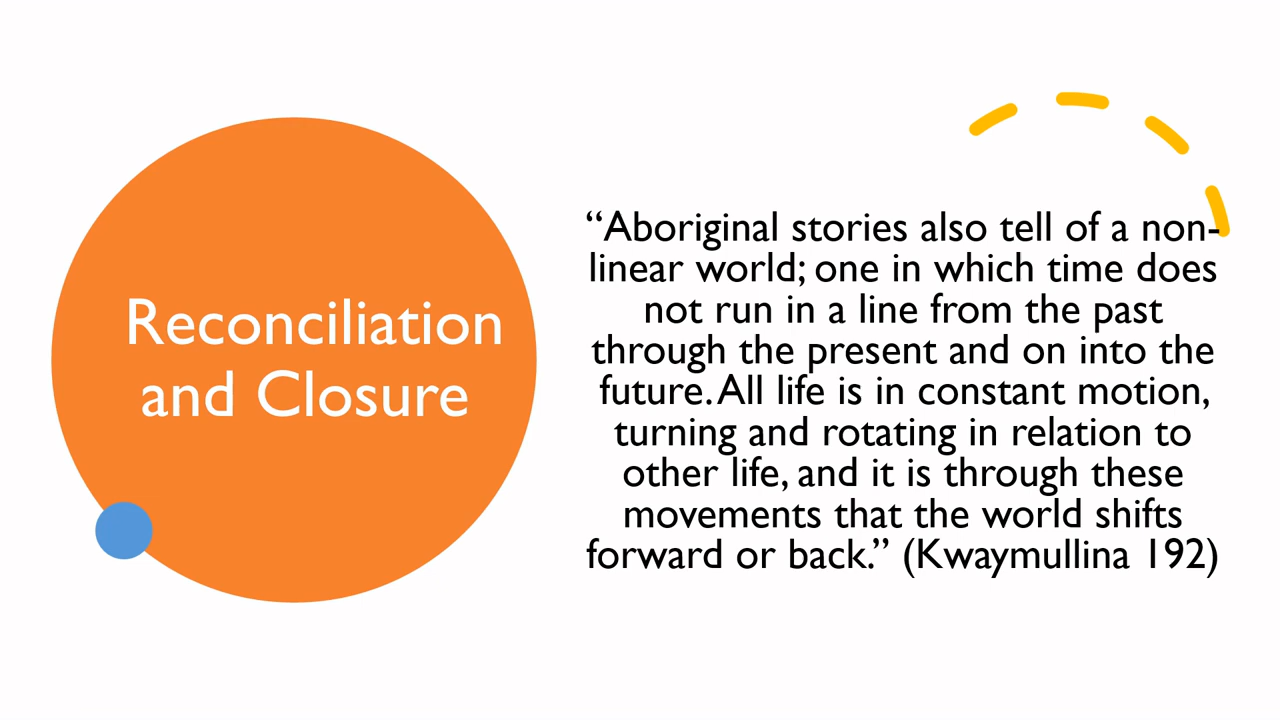 Reconciliation
and Closure
“Aboriginal stories also tell of a non-
linear world; one in which time does
not run in a line from the past
through the present and on into the
future. All life is in constant motion,
turning and rotating in relation to
other life, and it is through these
movements that the world shifts
forward or back.” (Kwaymullina 192)